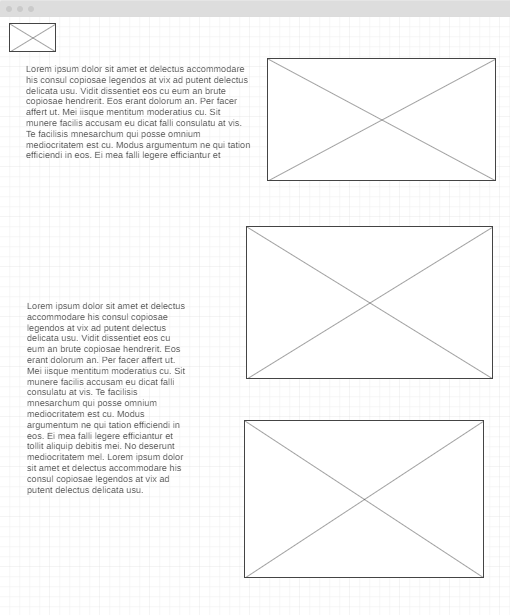 Lorem ipsum dolor sit amet et delectus accommodare
his consul copiosae legendos at vix ad putent delectus
delicata usu. Vidit dissentiet eos cu eum an brute
copiosae hendrerit. Eos erant dolorum an. Per facer
affert ut. Mei iisque mentitum moderatius cu. Sit
munere facilis accusam eu dicat facilli consulatu at vis.
Te facilisis mnesarchum qui posse omnium
mediocritatem est cu. Modus argumentum ne qui tation
efficiendi in eos. Ei mea falli legere efficiantur et
Lorem ipsum dolor sit amet et delectus
accommodare his consul copiosae
legendos at vix ad putent delectus
delicata usu. Vidit dissentiet eos cu
eum an brute copiosae hendrerit. Eos
erant dolorum an. Per facer affert ut.
Mei iisque mentitum moderatius cu. Sit
munere facilis accusam eu dicat falli
consulatu at vis. Te facilisis
mnesarchum qui posse omnium
mediocritatem est cu. Modus
argumentum ne qui tation efficiendi in
eos. Ei mea falli legere efficiantur et
tollit aliquip debitis mei. No deserunt
mediocritatem mel. Lorem ipsum dolor
sit amet et delectus accommodare his
consul copiosae legendos at vix ad
putent delectus delicata usu.